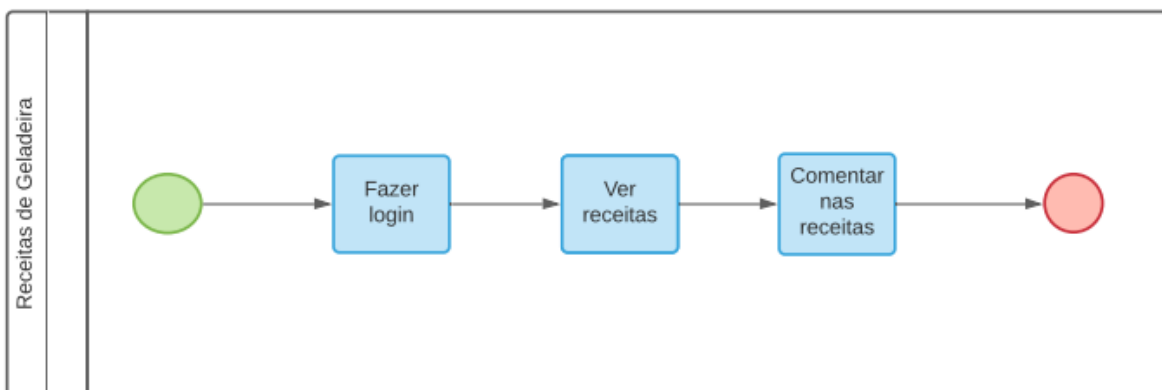 Receitas de Geladeira
Fazer
login
Ver
receitas
Comentar
nas
receitas